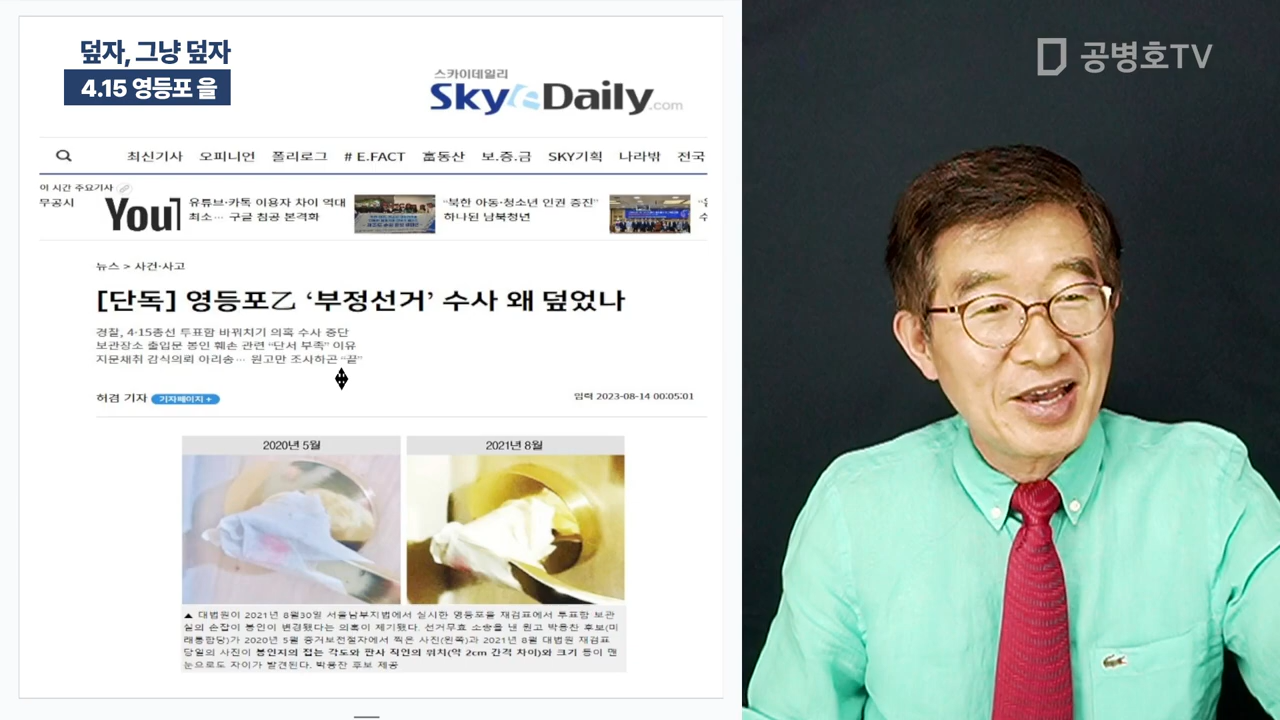 덮자, 그냥 덮자
4.15 영등포 을
공병호TV
스카이데일리
SkyeDaily.com
최신기사 오피니언 폴리로그 # E.FACT 富동산 보.증.금 SKY기획 나라밖 전국
이 시간 주요기사
무공시
You
유튜브·카톡 이용자 차이 역대
최소… 구글 침공 본격화
“북한 아동·청소년 인권 증진”
하나된 남북청년
뉴스 > 사건·사고
[단독] 영등포乙 ‘부정선거’ 수사 왜 덮었나
경찰, 4·15총선 투표함 바꿔치기 의혹 수사 중단
보관장소 출입문 봉인 훼손 관련 “단서 부족” 이유
지문채취 감식의뢰 아리송… 원고만 조사하곤 “끝”
허겸 기자 기자페이지 +
입력 2023-08-14 00:05:01
2020년 5월
2021년 8월
▲ 대법원이 2021년 8월30일 서울남부지법에서 실시한 영등포을 재검표에서 투표함 보관
실의 손잡이 봉인이 변경됐다는 의혹이 제기됐다. 선거무효 소송을 낸 원고 박용찬 후보(미
래통합당)가 2020년 5월 증거보전절차에서 찍은 사진(왼쪽)과 2021년 8월 대법원 재검표
당일의 사진이 봉인지의 접는 각도와 판사 직인의 위치(약 2cm 간격 차이)와 크기 등이 맨
눈으로도 차이가 발견된다. 박용찬 후보 제공